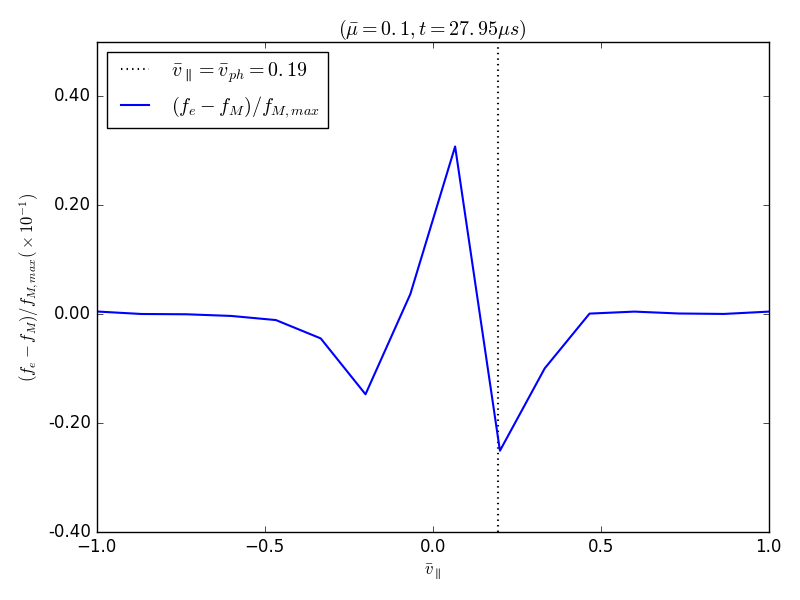 (μ̄ = 0.1, t = 27.95μs)
v̄∥ = v̄ph = 0.19
(fe − fM)/fM,max
0.40
0.20
0.00
-0.20
-0.40
(fe − fM)/fM,max(×10⁻¹)
−1.0 −0.5 0.0 0.5 1.0
v̄∥